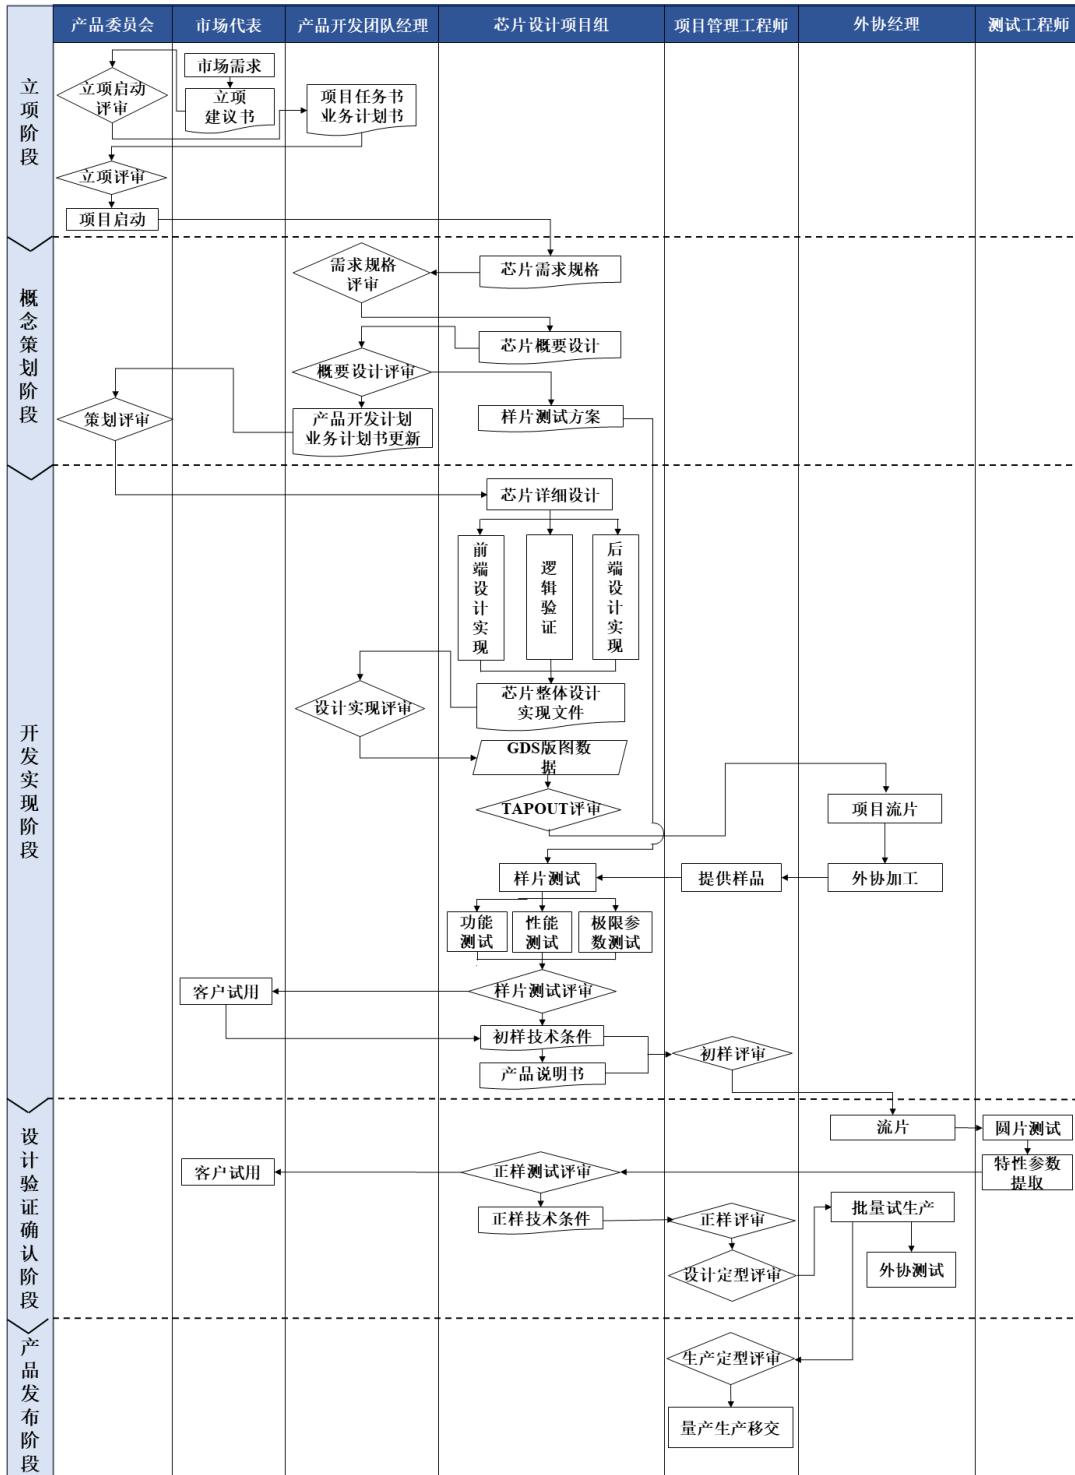 产品委员会
市场代表
产品开发团队经理
芯片设计项目组
项目管理工程师
外协经理
测试工程师
立项阶段
市场需求
立项启动
评审
立项
建议书
项目任务书
业务计划书
立项评审
项目启动
概念策划阶段
需求规格
评审
芯片需求规格
芯片概要设计
概要设计评审
策划评审
产品开发计划
业务计划书更新
样片测试方案
开发实现阶段
芯片详细设计
前端设计实现
逻辑验证
后端设计实现
设计实现评审
芯片整体设计
实现文件
GDS版图数
据
TAPOUT评审
项目流片
样片测试
提供样品
外协加工
功能
测试
性能
测试
极限参
数测试
客户试用
样片测试评审
初样技术条件
产品说明书
初样评审
设计验证确认阶段
流片
圆片测试
客户试用
正样测试评审
特性参数
提取
正样技术条件
正样评审
批量试生产
设计定型评审
外协测试
产品发布阶段
生产定型评审
量产生产移交